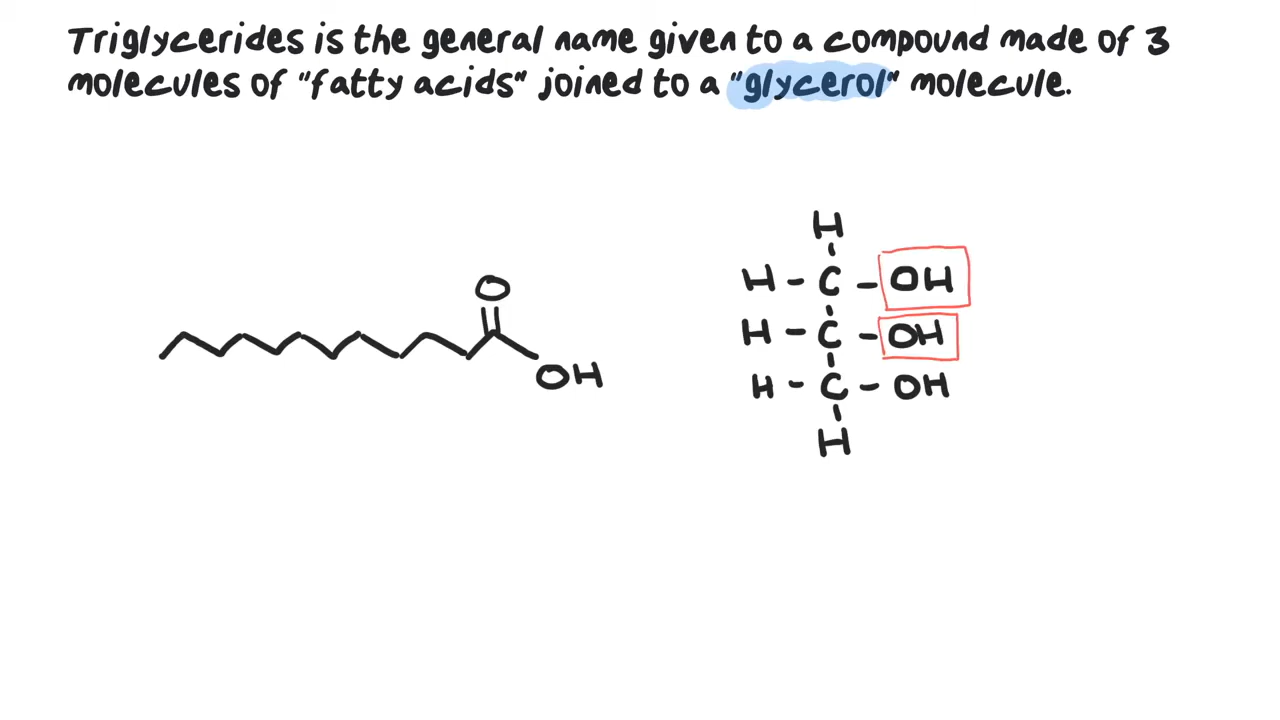 Triglycerides is the general name given to a compound made of 3
molecules of "fatty acids" joined to a "glycerol" molecule.
O
OH
H
H - C - OH
H - C - OH
H - C - OH
H